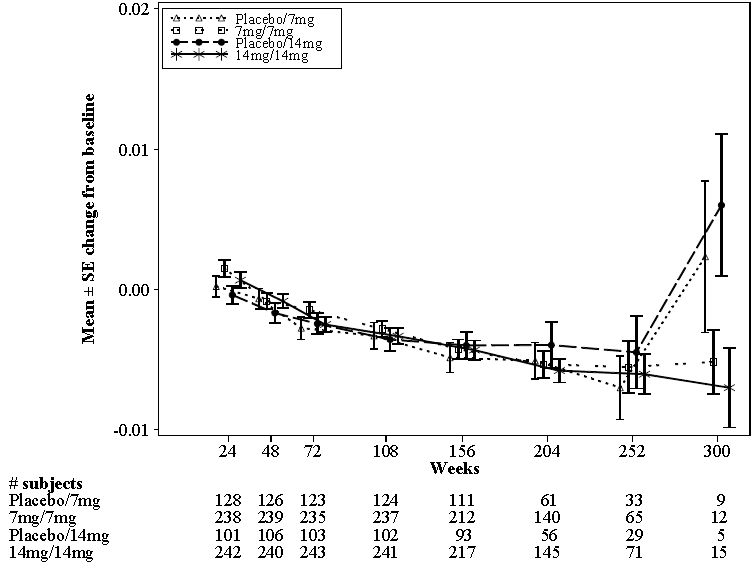 0.02
0.01
0.00
-0.01
Mean ± SE change from baseline
Placebo/7mg
7mg/7mg
Placebo/14mg
14mg/14mg
24 48 72 108 156 204 252 300
Weeks
# subjects
Placebo/7mg 128 126 123 124 111 61 33 9
7mg/7mg 238 239 235 237 212 140 65 12
Placebo/14mg 101 106 103 102 93 56 29 5
14mg/14mg 242 240 243 241 217 145 71 15